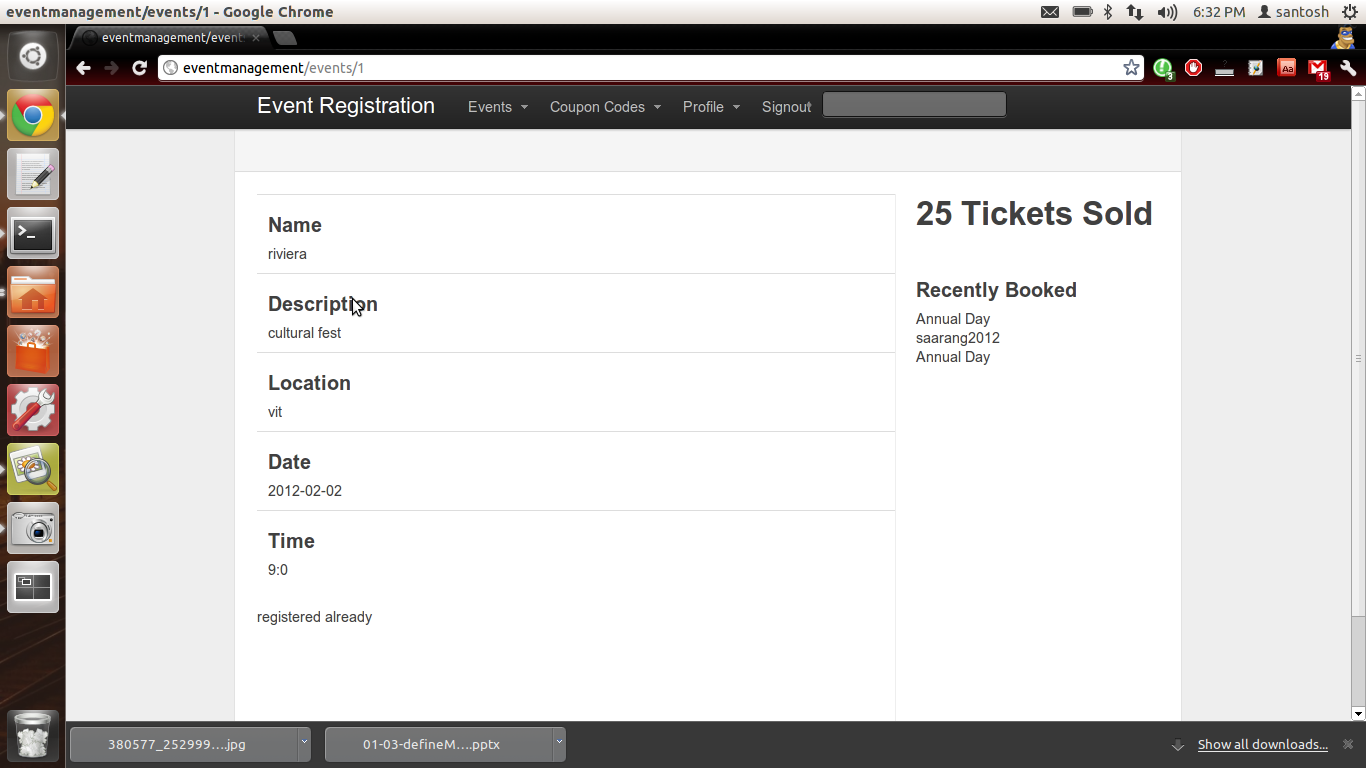 eventmanagement/events/1 - Google Chrome
6:32 PM
santosh
eventmanagement/event
eventmanagement/events/1
3
Aa
19
Event Registration
Events
Coupon Codes
Profile
Signout
Name
riviera
Description
cultural fest
Location
vit
Date
2012-02-02
Time
9:0
registered already
25 Tickets Sold
Recently Booked
Annual Day
saarang2012
Annual Day
380577_252999....jpg
01-03-defineM....pptx
Show all downloads...